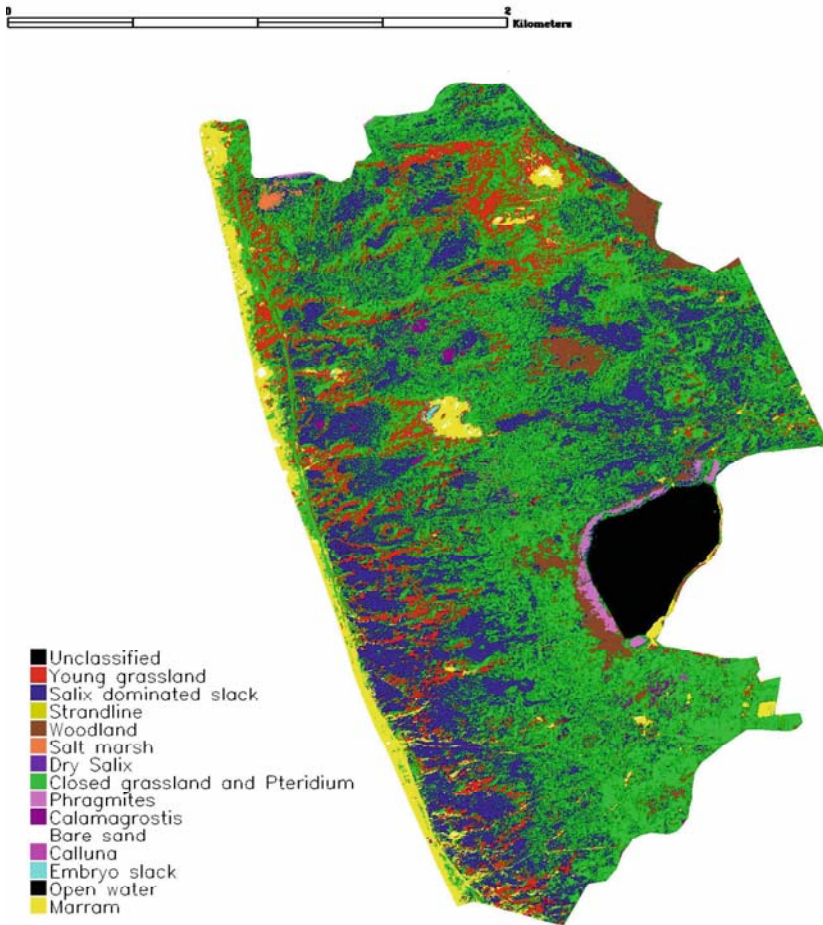 0 2
Kilometers
Unclassified
Young grassland
Salix dominated slack
Strandline
Woodland
Salt marsh
Dry Salix
Closed grassland and Pteridium
Phragmites
Calamagrostis
Bare sand
Calluna
Embryo slack
Open water
Marram